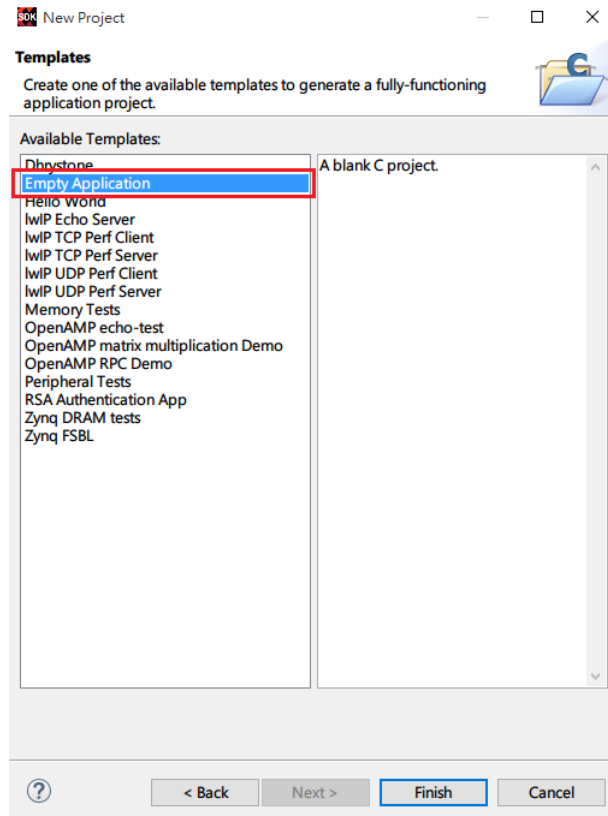 SDK New Project
Templates
Create one of the available templates to generate a fully-functioning
application project.
C
Available Templates:
Dhrystone
Empty Application
Hello World
lwIP Echo Server
lwIP TCP Perf Client
lwIP TCP Perf Server
lwIP UDP Perf Client
lwIP UDP Perf Server
Memory Tests
OpenAMP echo-test
OpenAMP matrix multiplication Demo
OpenAMP RPC Demo
Peripheral Tests
RSA Authentication App
Zynq DRAM tests
Zynq FSBL
A blank C project.
?
< Back
Next >
Finish
Cancel